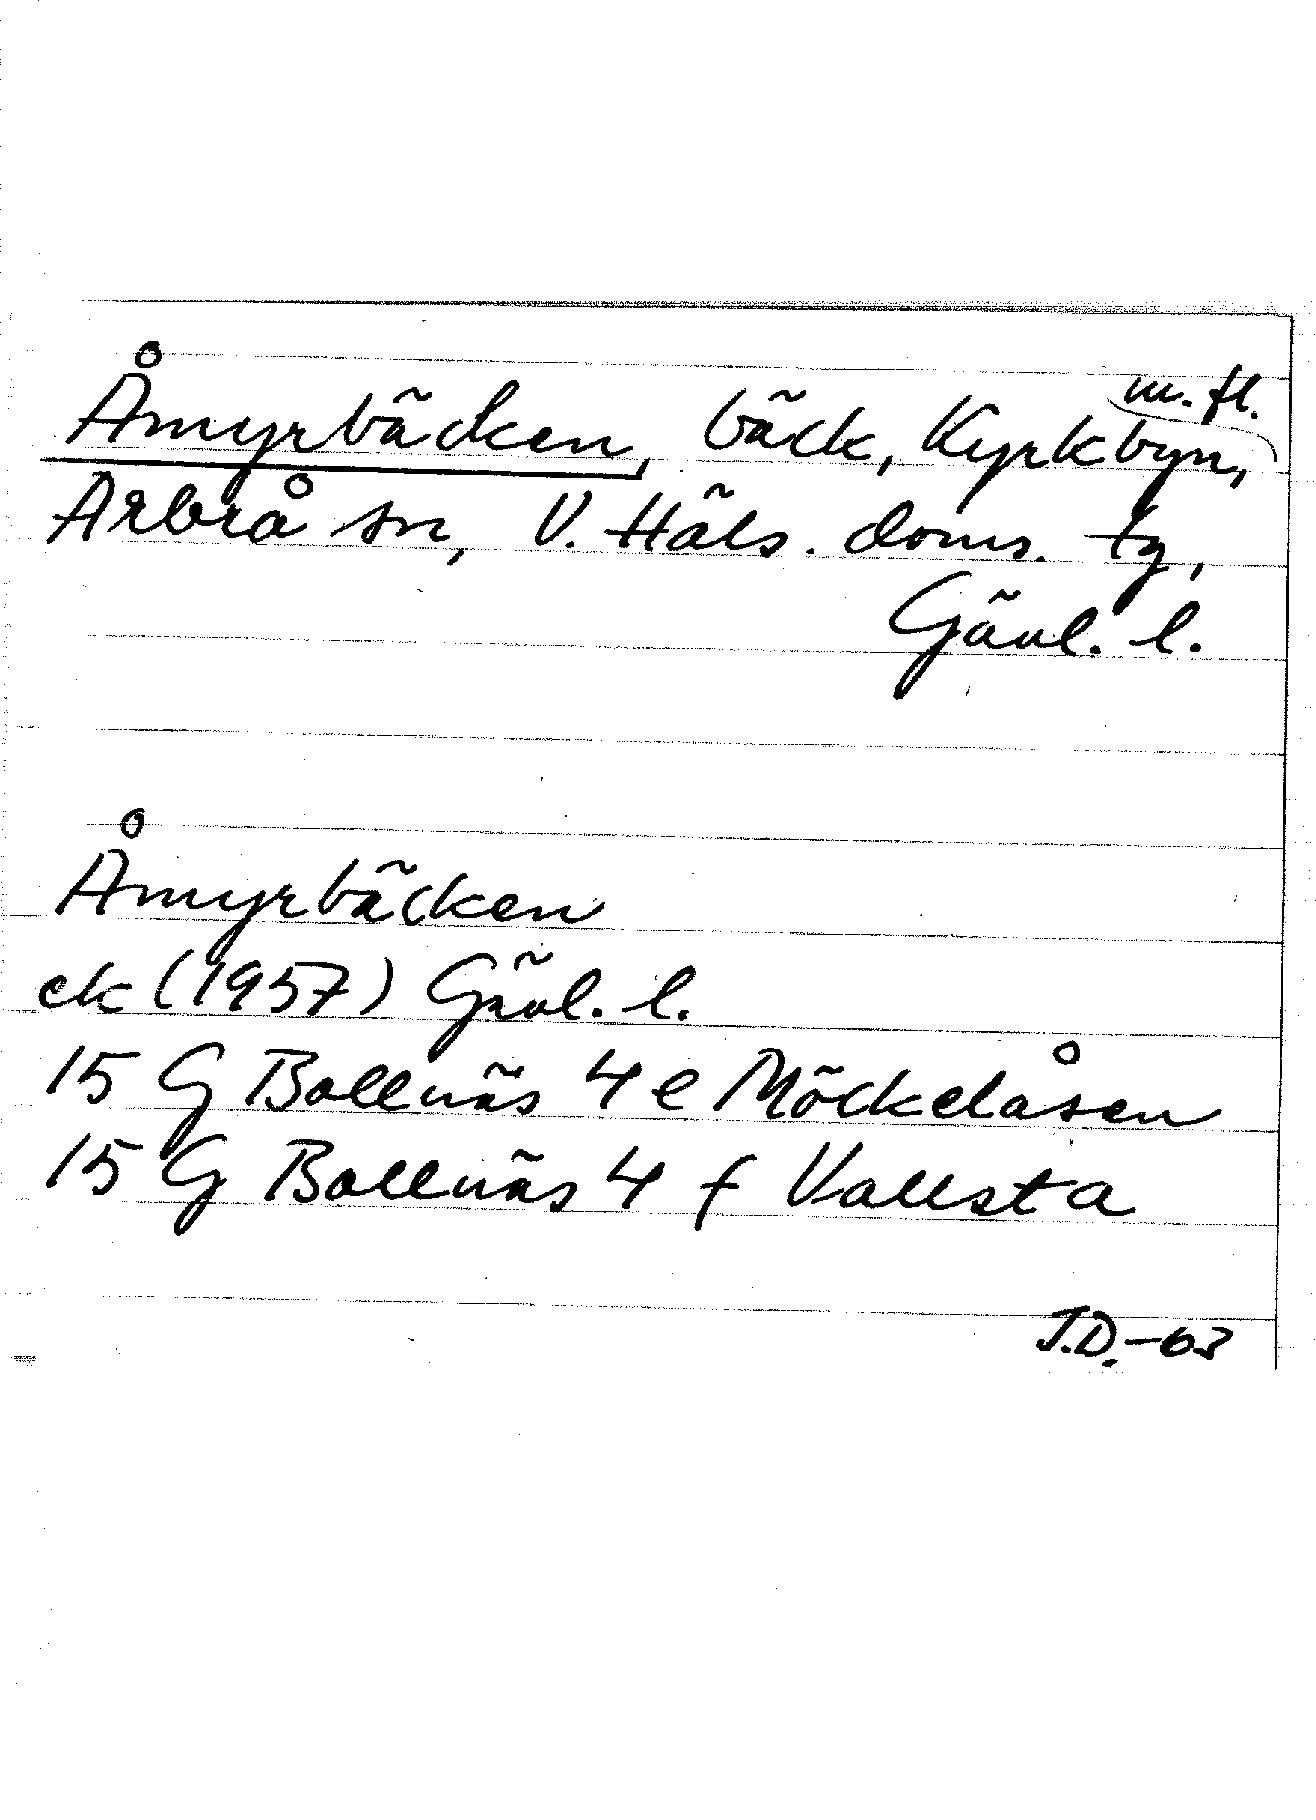 Åmyrbäcken, bäck, Kyrkbyn, m. fl.
Arbrå sn, V. Häls. doms. tg,
Gävl. l.
Åmyrbäcken
ek (1957) Gävl. l.
15 G Bollnäs 4 e Möckelåsen
15 G Bollnäs 4 f Vallsta
J.D.-63